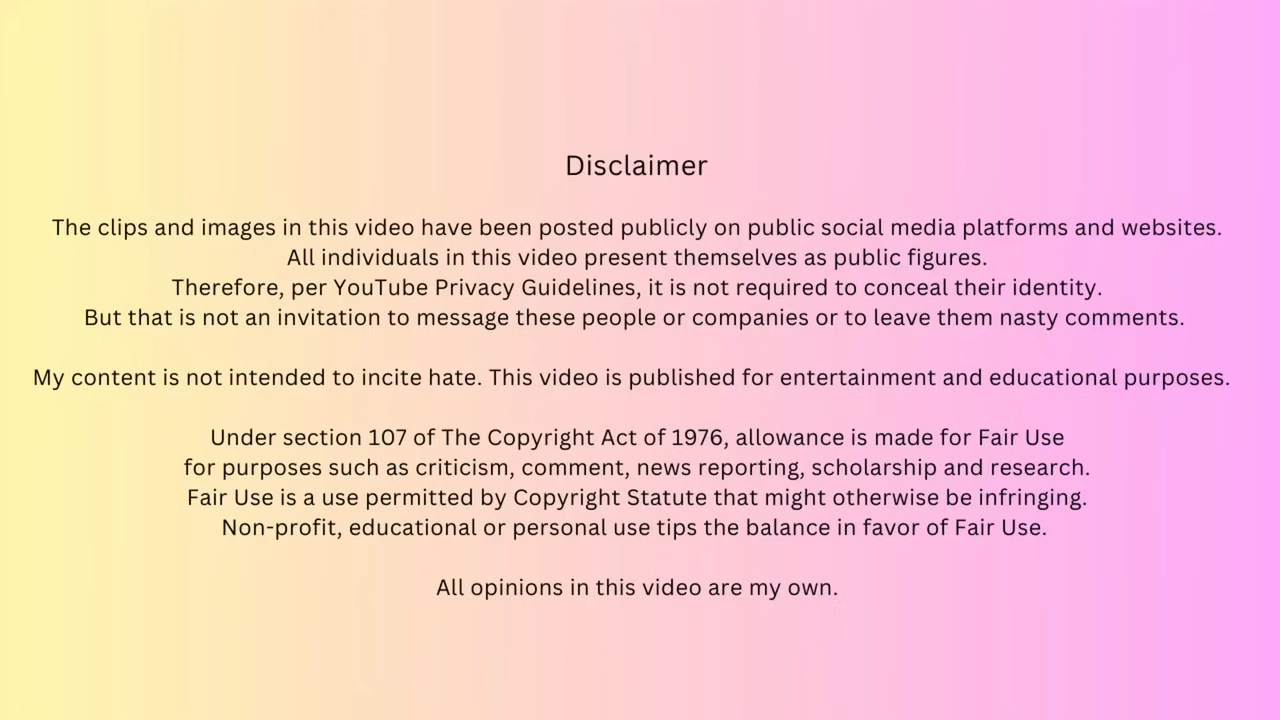 Disclaimer
The clips and images in this video have been posted publicly on public social media platforms and websites.
All individuals in this video present themselves as public figures.
Therefore, per YouTube Privacy Guidelines, it is not required to conceal their identity.
But that is not an invitation to message these people or companies or to leave them nasty comments.
My content is not intended to incite hate. This video is published for entertainment and educational purposes.
Under section 107 of The Copyright Act of 1976, allowance is made for Fair Use
for purposes such as criticism, comment, news reporting, scholarship and research.
Fair Use is a use permitted by Copyright Statute that might otherwise be infringing.
Non-profit, educational or personal use tips the balance in favor of Fair Use.
All opinions in this video are my own.